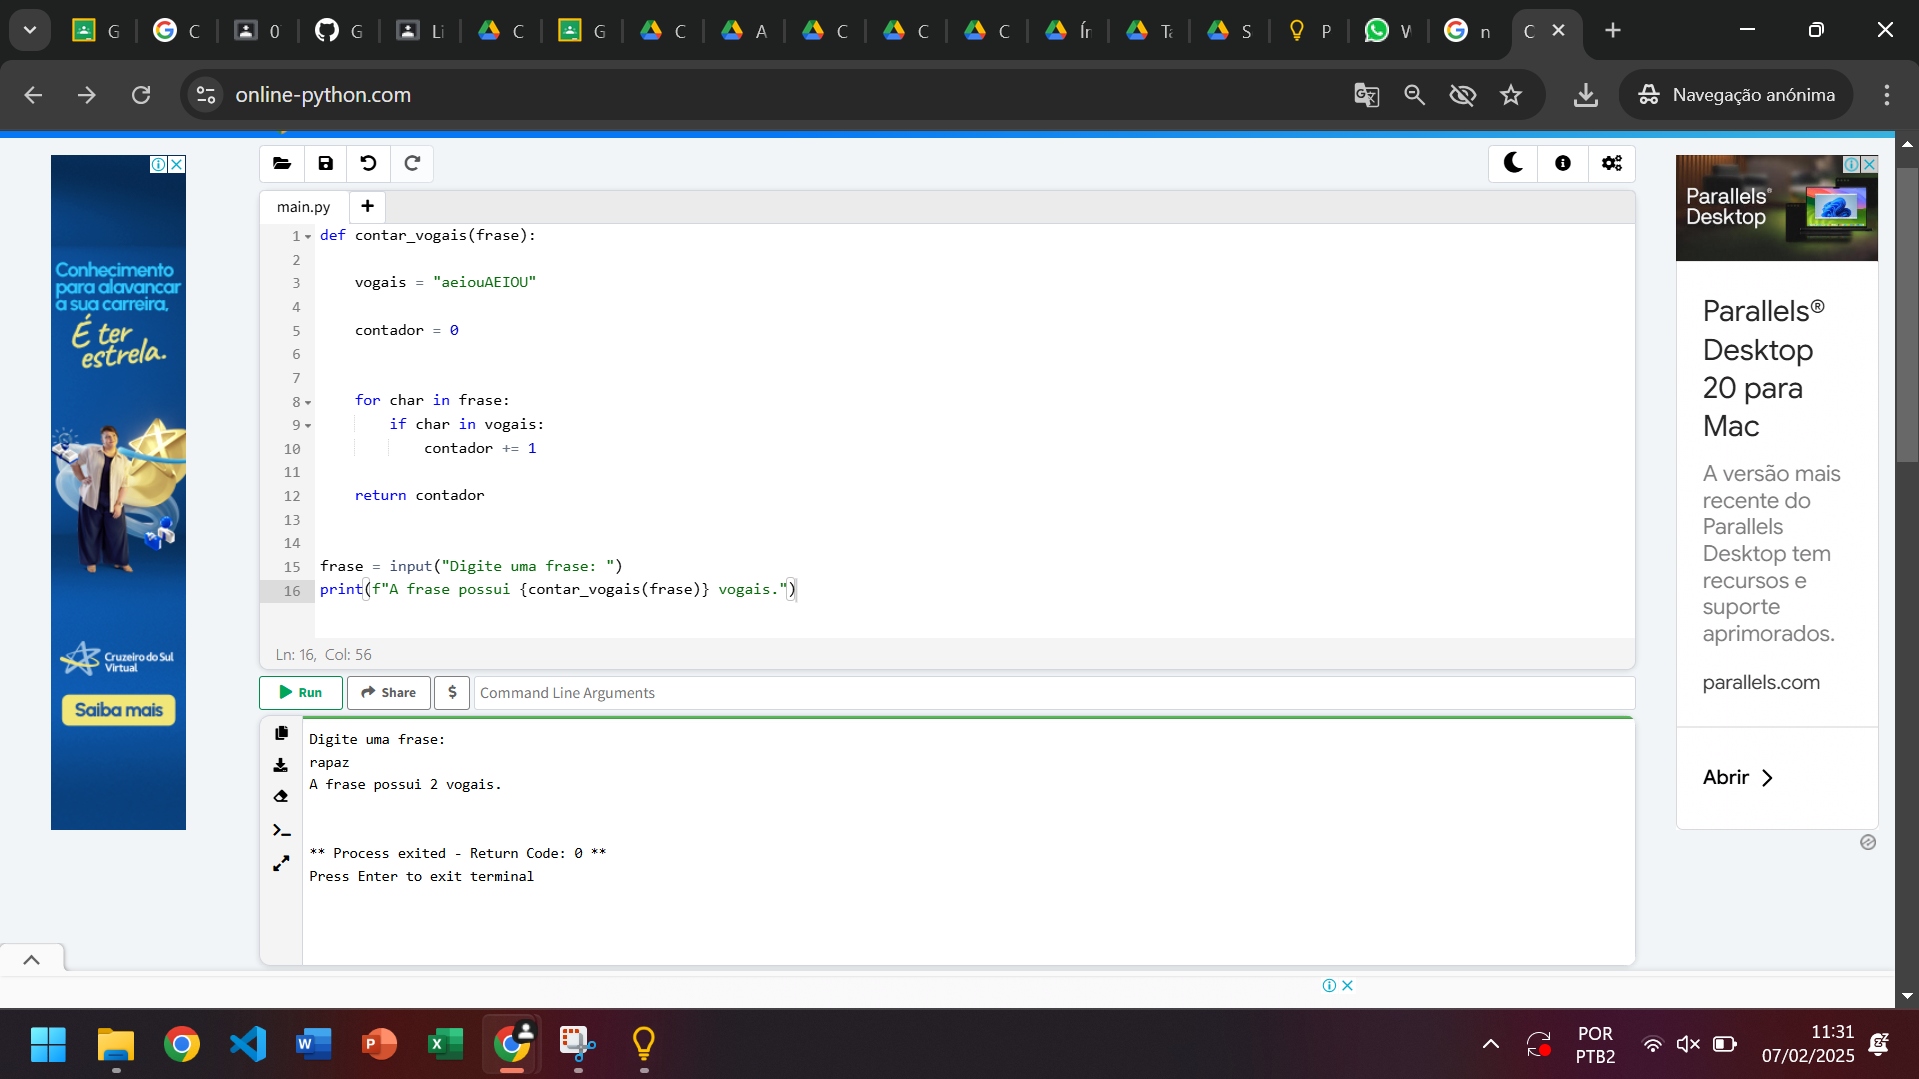 G
C
0
G
Li
C
G
C
A
C
C
C
Ín
Ta
S
P
W
n
C
online-python.com
Navegação anónima
Conhecimento
para alavancar
a sua carreira,
É ter
estrela.
Cruzeiro do Sul
Virtual
Saiba mais
main.py
1 def contar_vogais(frase):
2
3 vogais = "aeiouAEIOU"
4
5 contador = 0
6
7
8 for char in frase:
9 if char in vogais:
10 contador += 1
11
12 return contador
13
14
15 frase = input("Digite uma frase: ")
16 print(f"A frase possui {contar_vogais(frase)} vogais.")
Ln: 16, Col: 56
Run
Share
$
Command Line Arguments
Digite uma frase:
rapaz
A frase possui 2 vogais.
** Process exited - Return Code: 0 **
Press Enter to exit terminal
Parallels®
Desktop
Parallels®
Desktop
20 para
Mac
A versão mais
recente do
Parallels
Desktop tem
recursos e
suporte
aprimorados.
parallels.com
Abrir
POR
PTB2
11:31
07/02/2025